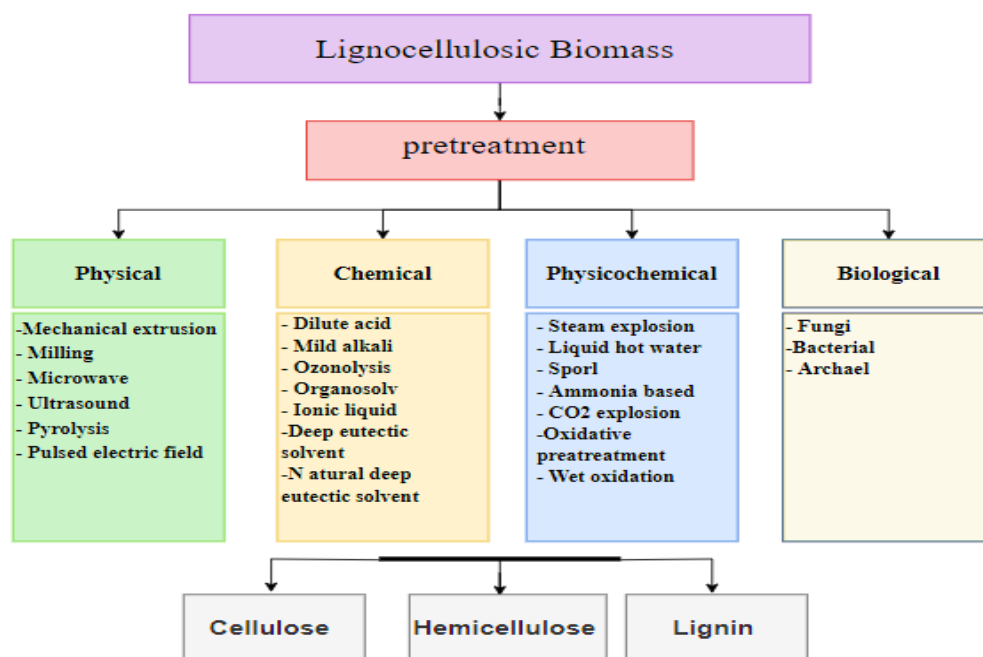 Lignocellulosic Biomass
pretreatment
Physical
-Mechanical extrusion
- Milling
- Microwave
- Ultrasound
- Pyrolysis
- Pulsed electric field
Chemical
- Dilute acid
- Mild alkali
- Ozonolysis
- Organosolv
- Ionic liquid
-Deep eutectic
solvent
-N atural deep
eutectic solvent
Physicochemical
- Steam explosion
- Liquid hot water
- Sporl
- Ammonia based
- CO2 explosion
-Oxidative
preatreatment
- Wet oxidation
Biological
- Fungi
-Bacterial
- Archael
Cellulose
Hemicellulose
Lignin